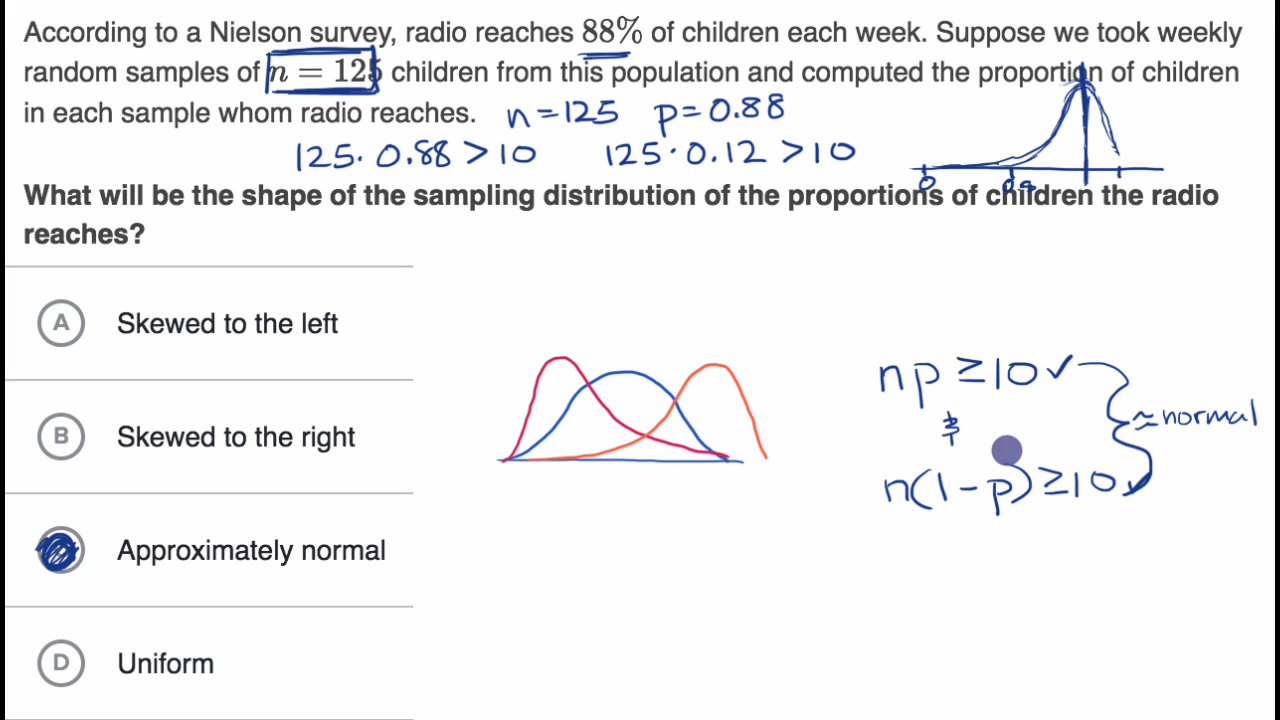 According to a Nielson survey, radio reaches 88% of children each week. Suppose we took weekly
random samples of n = 125 children from this population and computed the proportion of children
in each sample whom radio reaches. n=125 p=0.88
125·0.88>10 125·0.12>10
0
What will be the shape of the sampling distribution of the proportions of children the radio
reaches?
A Skewed to the left
B Skewed to the right
Approximately normal
D Uniform
np ≥10 ✓
&
≈normal
n(1-p)≥10 ✓